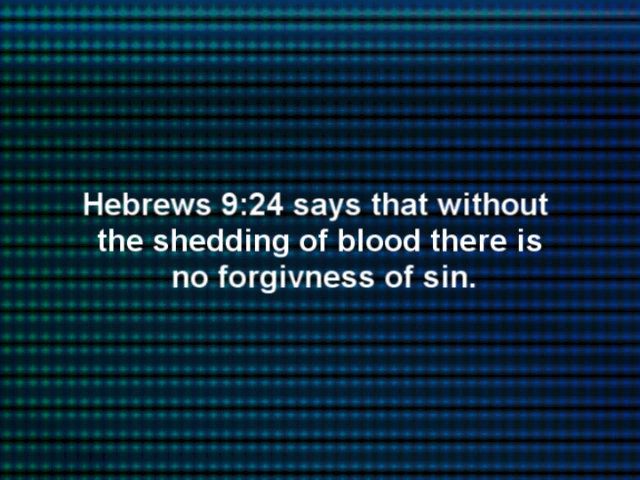 Hebrews 9:24 says that without
the shedding of blood there is
no forgivness of sin.